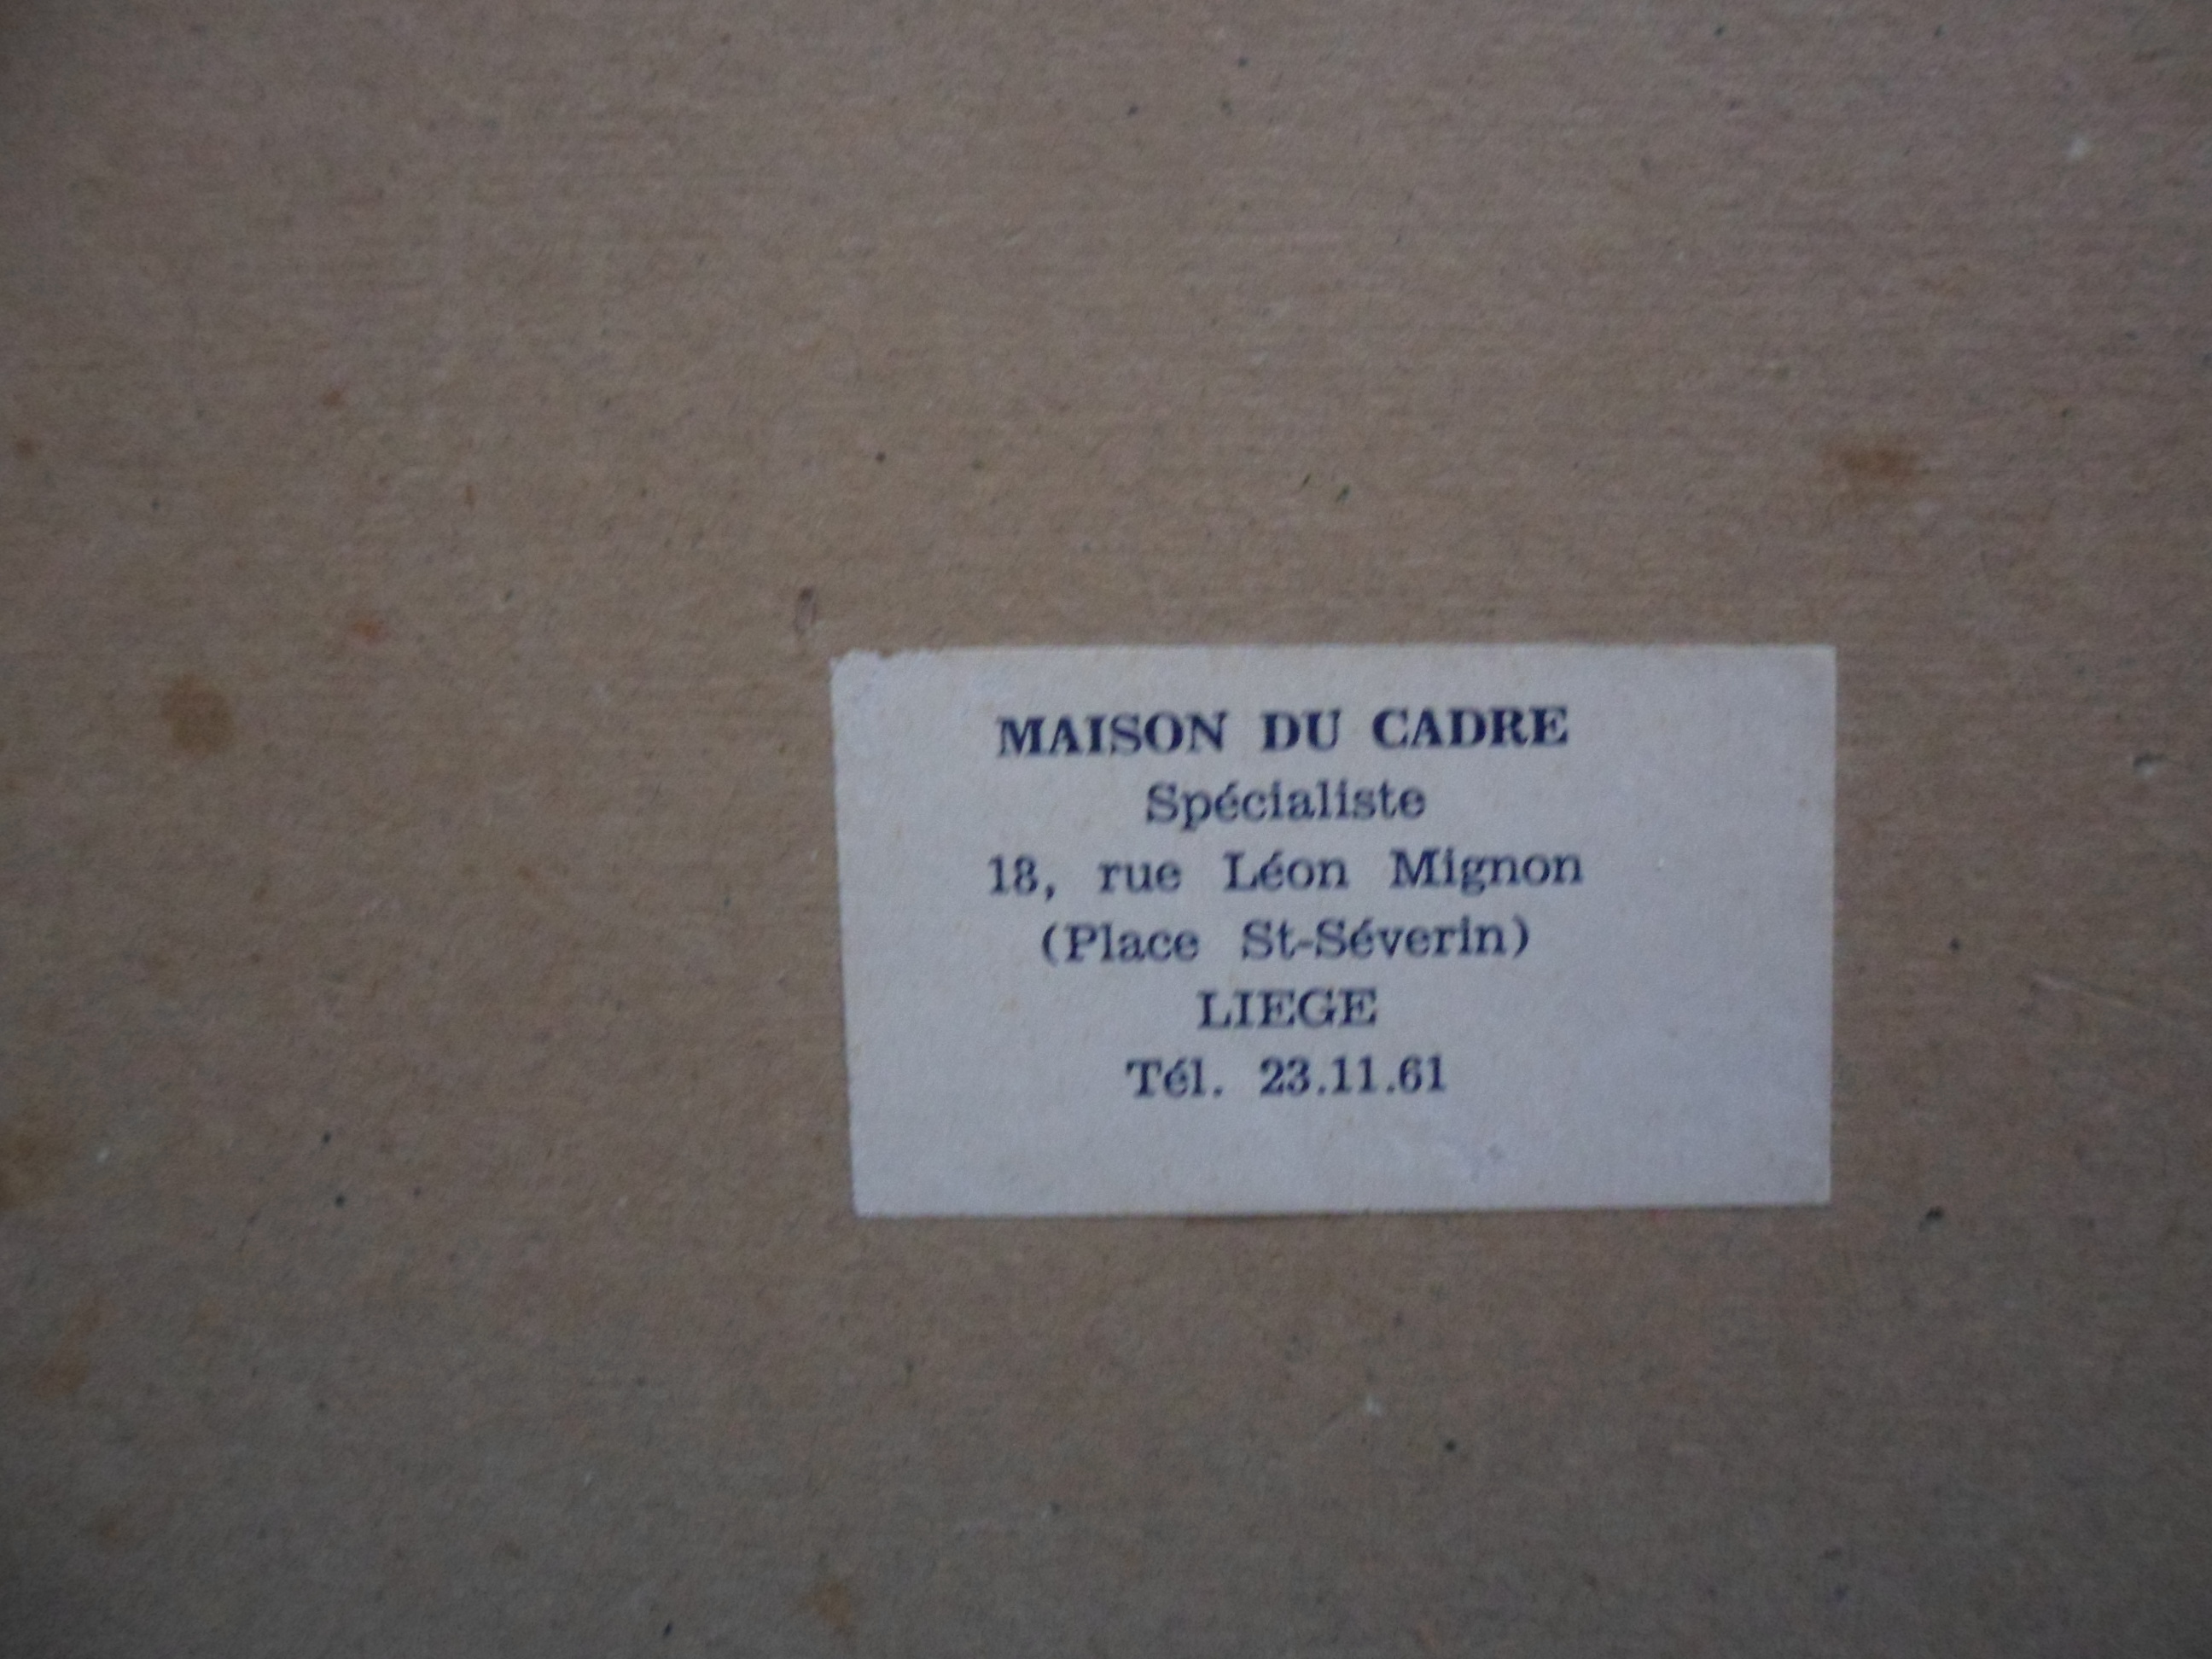 MAISON DU CADRE
Spécialiste
18, rue Léon Mignon
(Place St-Séverin)
LIEGE
Tél. 23.11.61